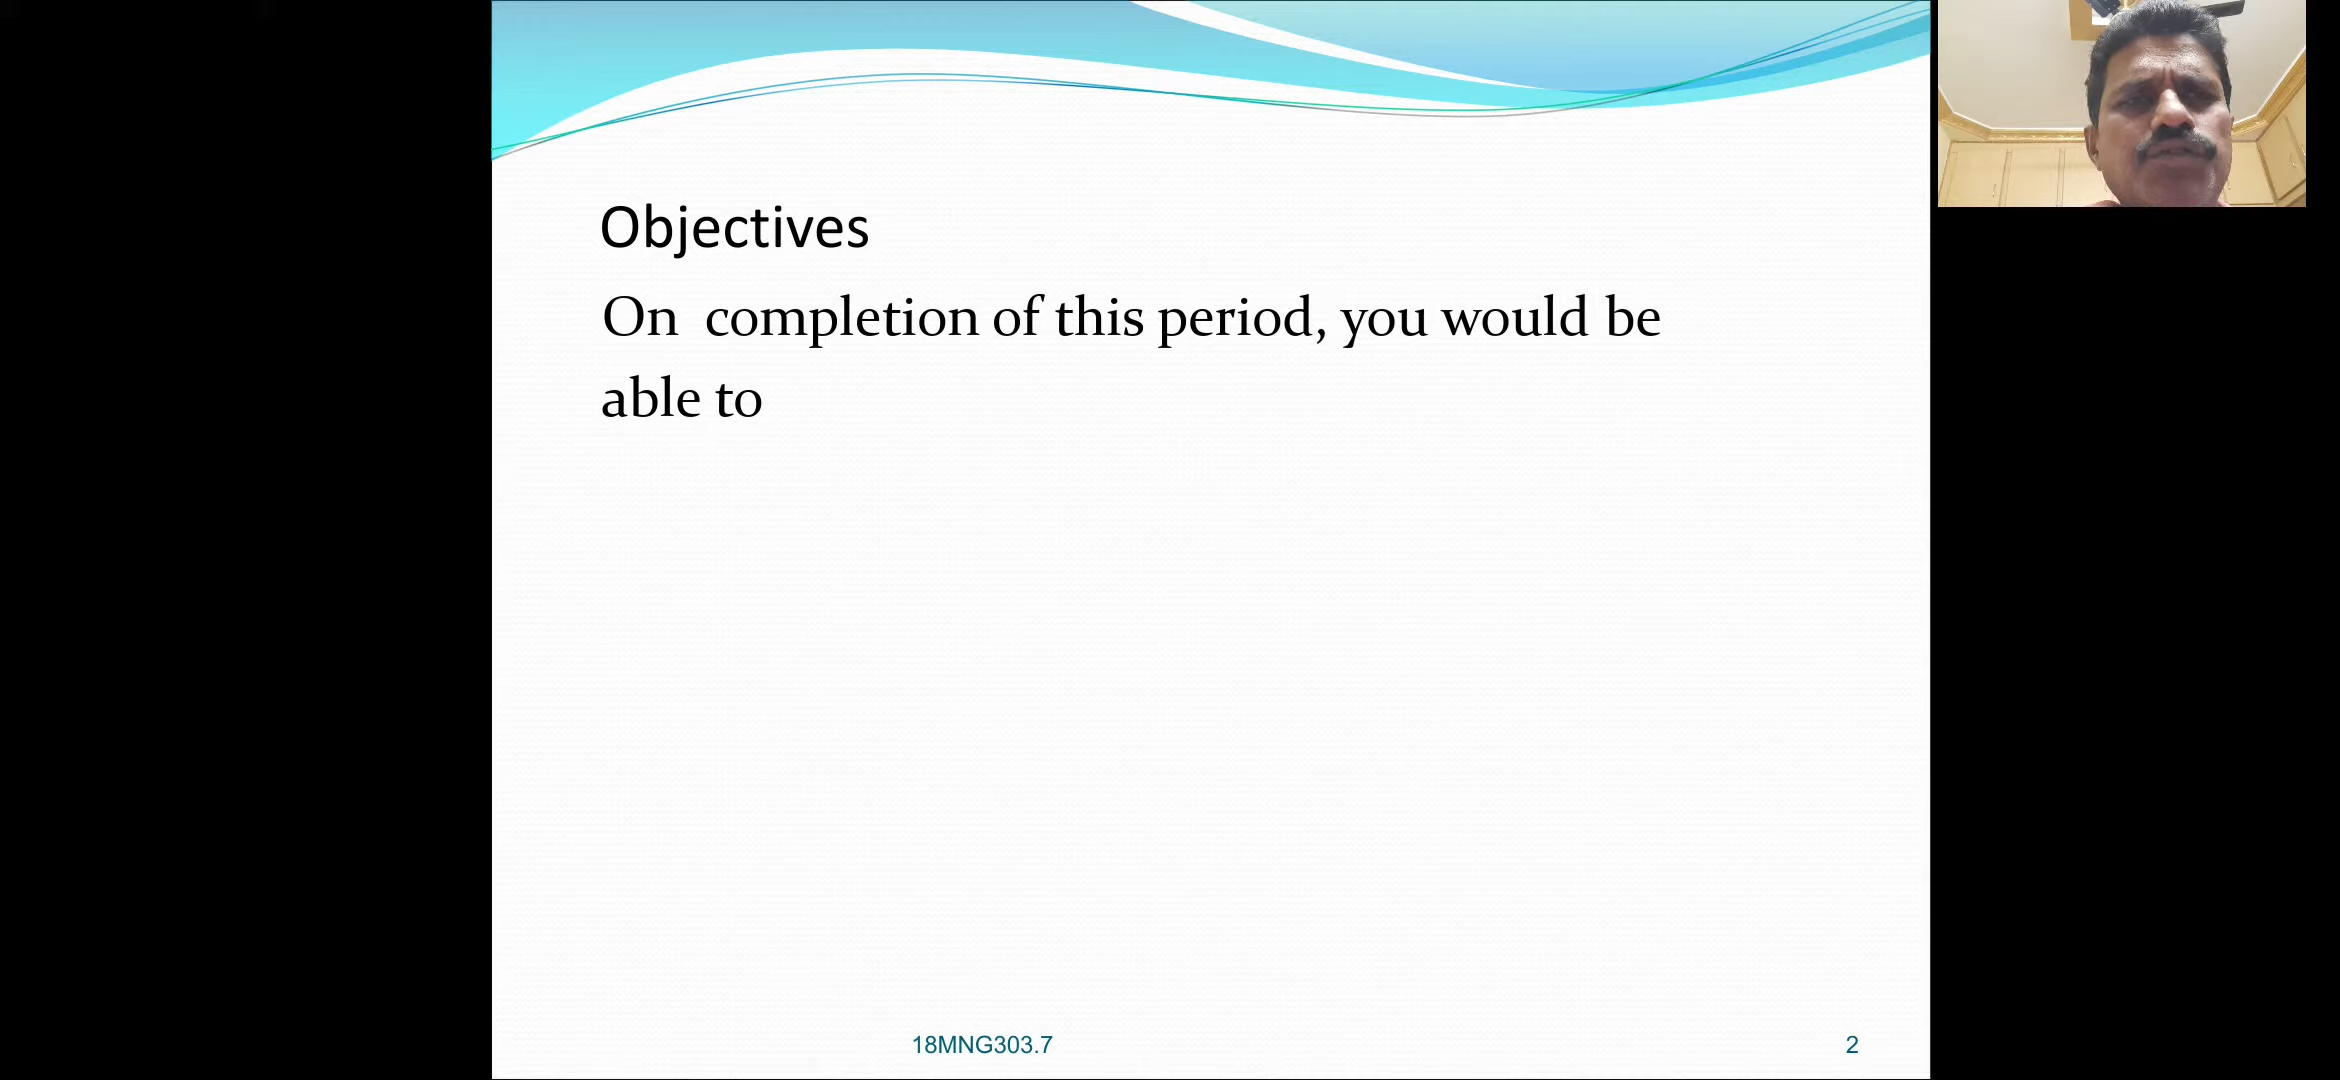 Objectives
On  completion of this period, you would be
able to
18MNG303.7
2